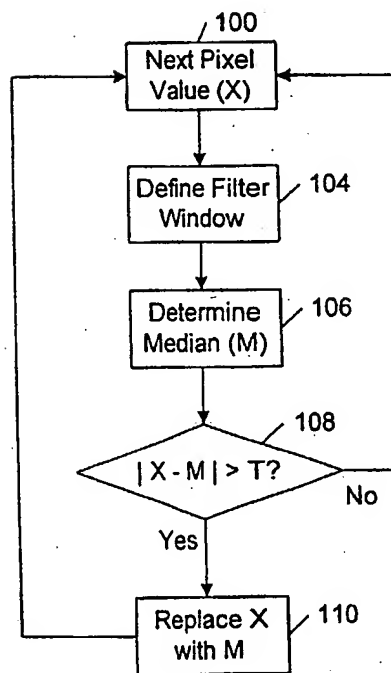 100
Next Pixel
Value (X)
Define Filter
Window
104
Determine
Median (M)
106
108
| X - M | > T?
No
Yes
Replace X
with M
110